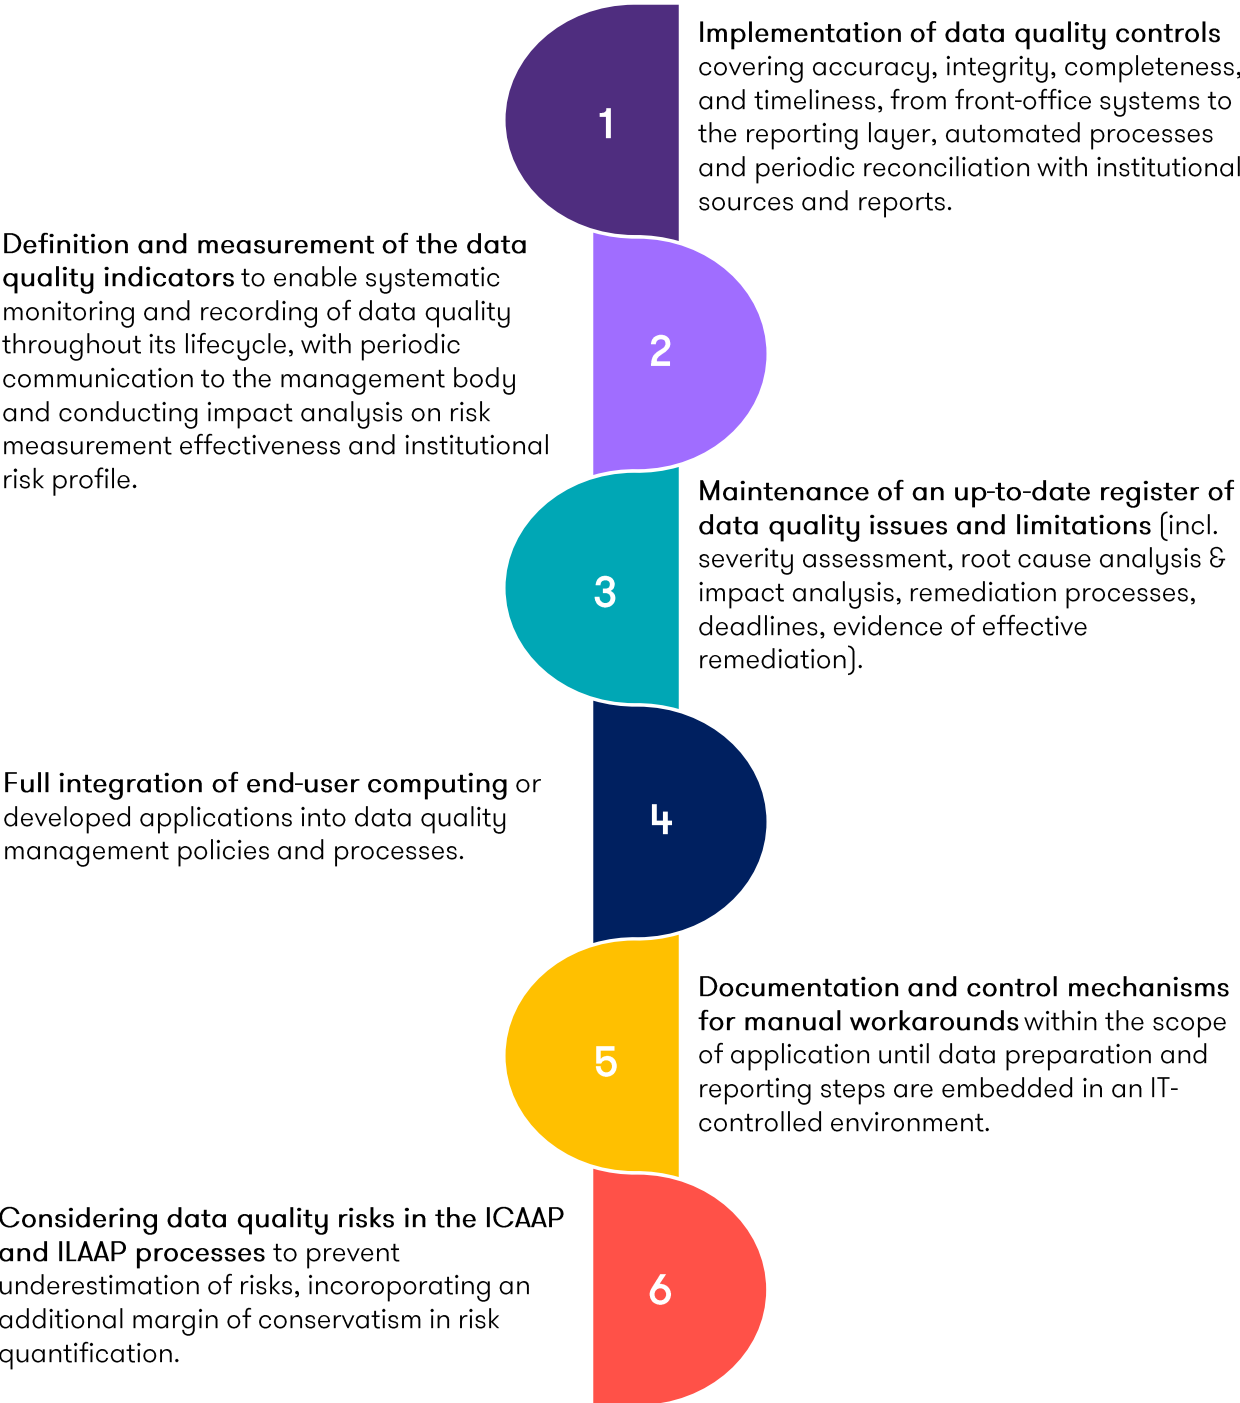 1
Implementation of data quality controls
covering accuracy, integrity, completeness,
and timeliness, from front-office systems to
the reporting layer, automated processes
and periodic reconciliation with institutional
sources and reports.
Definition and measurement of the data
quality indicators to enable systematic
monitoring and recording of data quality
throughout its lifecycle, with periodic
communication to the management body
and conducting impact analysis on risk
measurement effectiveness and institutional
risk profile.
2
3
Maintenance of an up-to-date register of
data quality issues and limitations (incl.
severity assessment, root cause analysis &
impact analysis, remediation processes,
deadlines, evidence of effective
remediation).
Full integration of end-user computing or
developed applications into data quality
management policies and processes.
4
5
Documentation and control mechanisms
for manual workarounds within the scope
of application until data preparation and
reporting steps are embedded in an IT-
controlled environment.
Considering data quality risks in the ICAAP
and ILAAP processes to prevent
underestimation of risks, incoroporating an
additional margin of conservatism in risk
quantification.
6